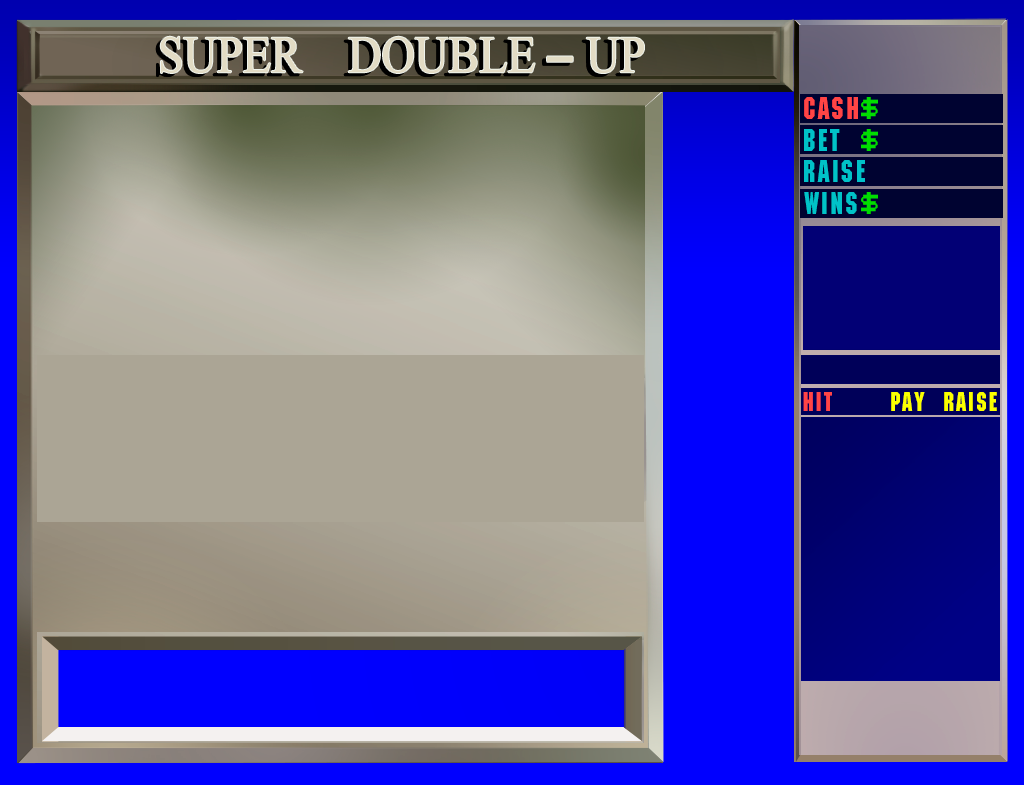 SUPER DOUBLE – UP
CASH$
BET $
RAISE
WINS$
HIT PAY RAISE